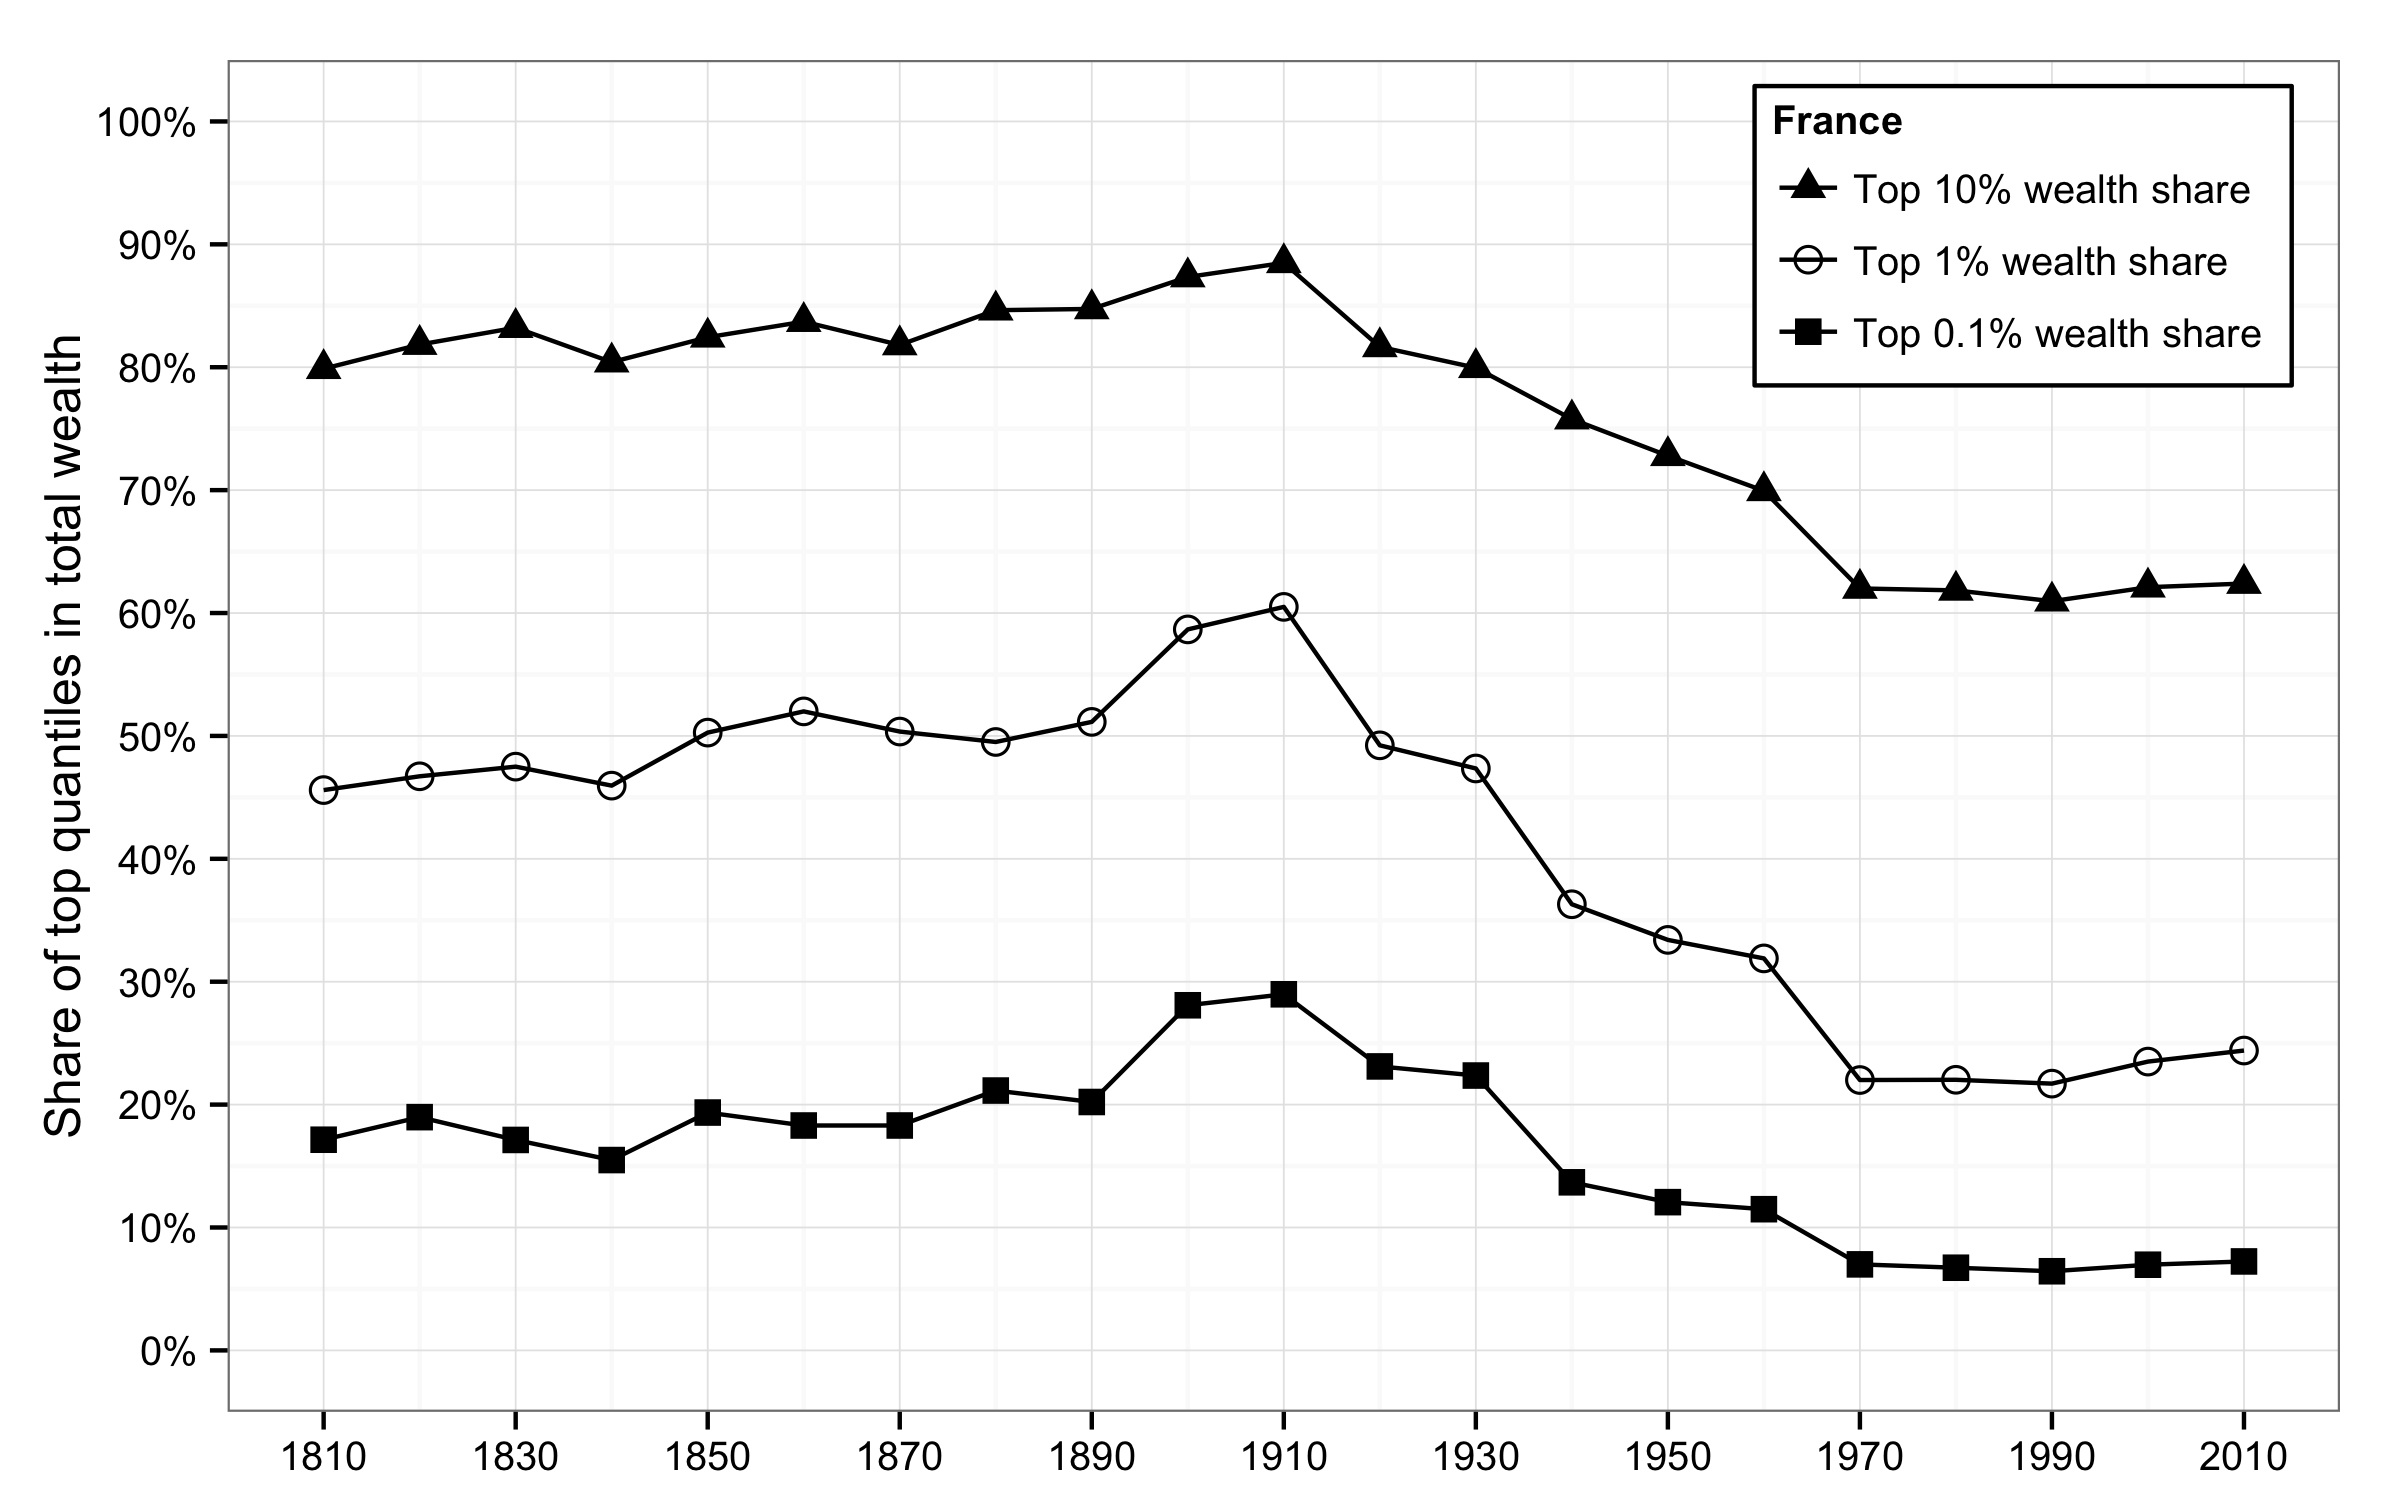 Share of top quantiles in total wealth
100%
90%
80%
70%
60%
50%
40%
30%
20%
10%
0%
France
Top 10% wealth share
Top 1% wealth share
Top 0.1% wealth share
1810 1830 1850 1870 1890 1910 1930 1950 1970 1990 2010